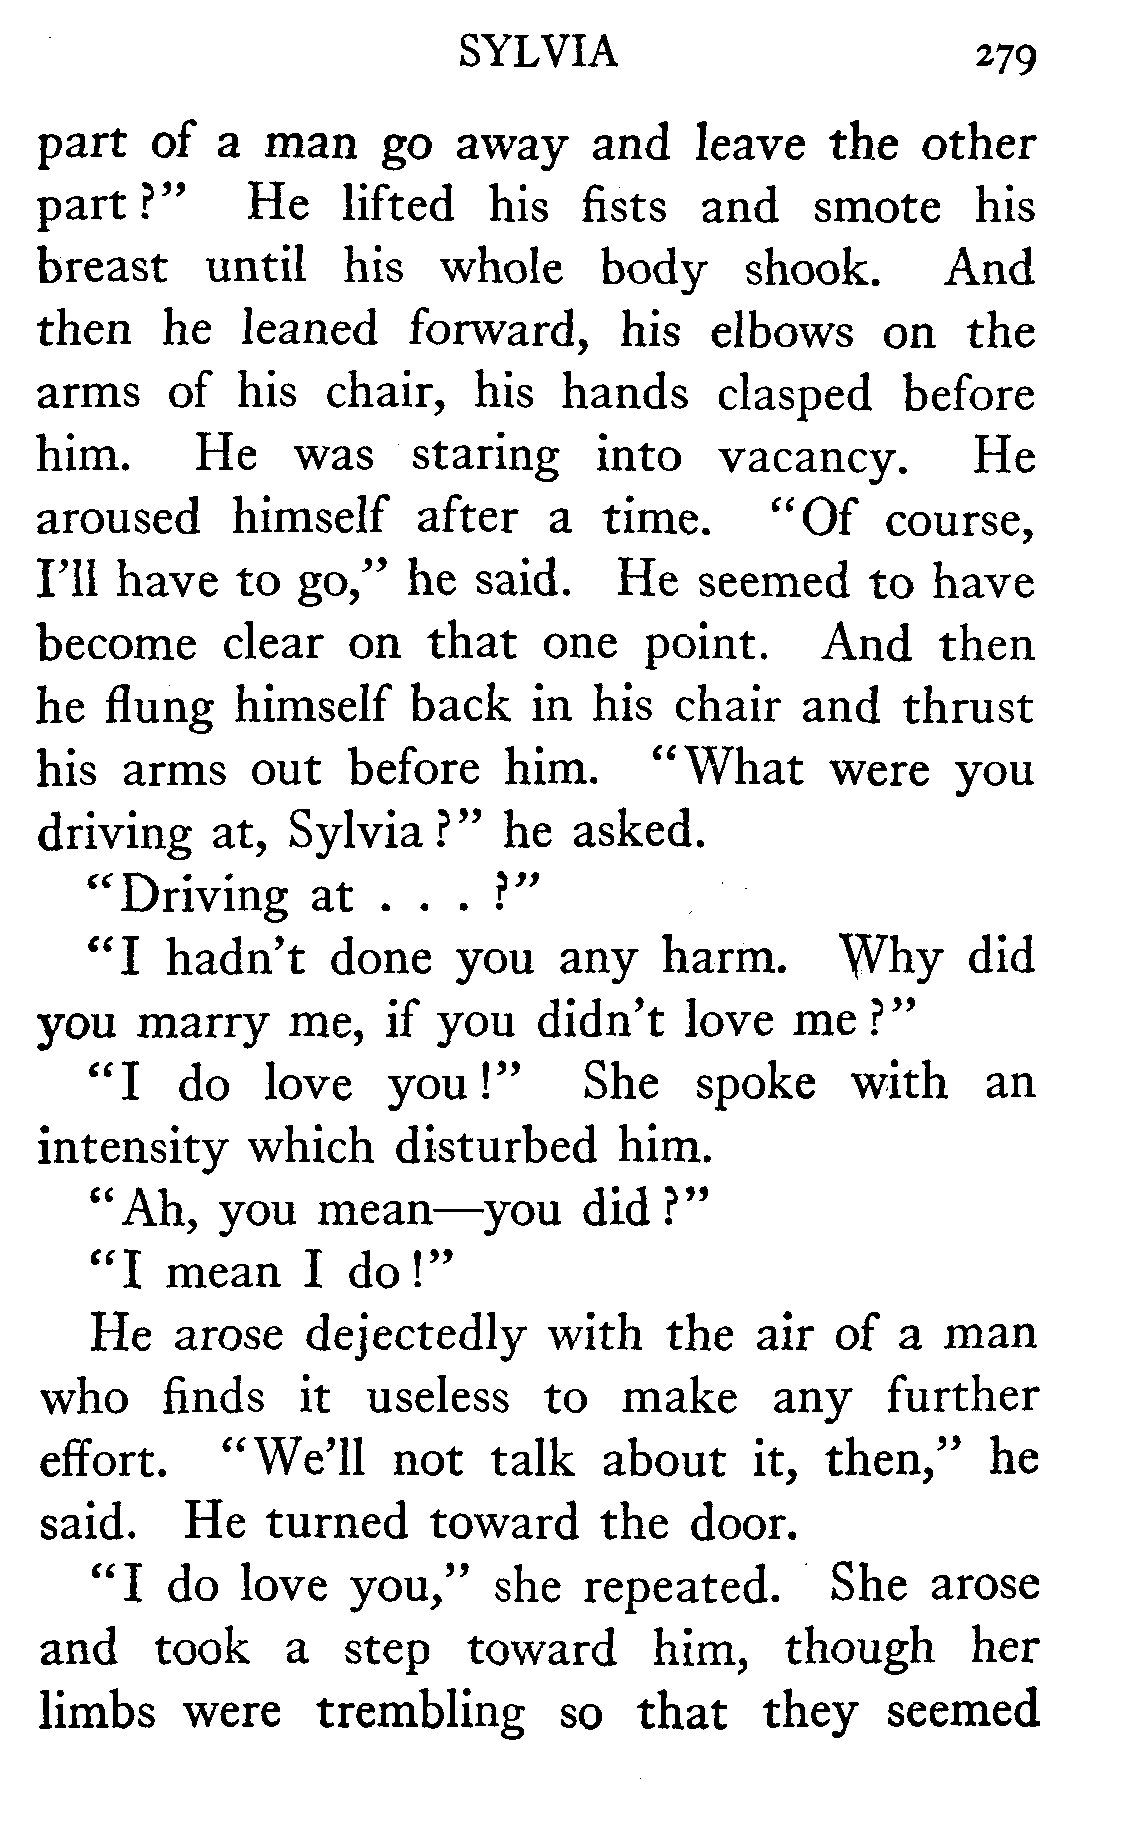 SYLVIA 279
part of a man go away and leave the other
part?" He lifted his fists and smote his
breast until his whole body shook. And
then he leaned forward, his elbows on the
arms of his chair, his hands clasped before
him. He was staring into vacancy. He
aroused himself after a time. "Of course,
I'll have to go," he said. He seemed to have
become clear on that one point. And then
he flung himself back in his chair and thrust
his arms out before him. "What were you
driving at, Sylvia?" he asked.
"Driving at . . . ?"
"I hadn't done you any harm. Why did
you marry me, if you didn't love me?"
"I do love you!" She spoke with an
intensity which disturbed him.
"Ah, you mean—you did?"
"I mean I do!"
He arose dejectedly with the air of a man
who finds it useless to make any further
effort. "We'll not talk about it, then," he
said. He turned toward the door.
"I do love you," she repeated. She arose
and took a step toward him, though her
limbs were trembling so that they seemed